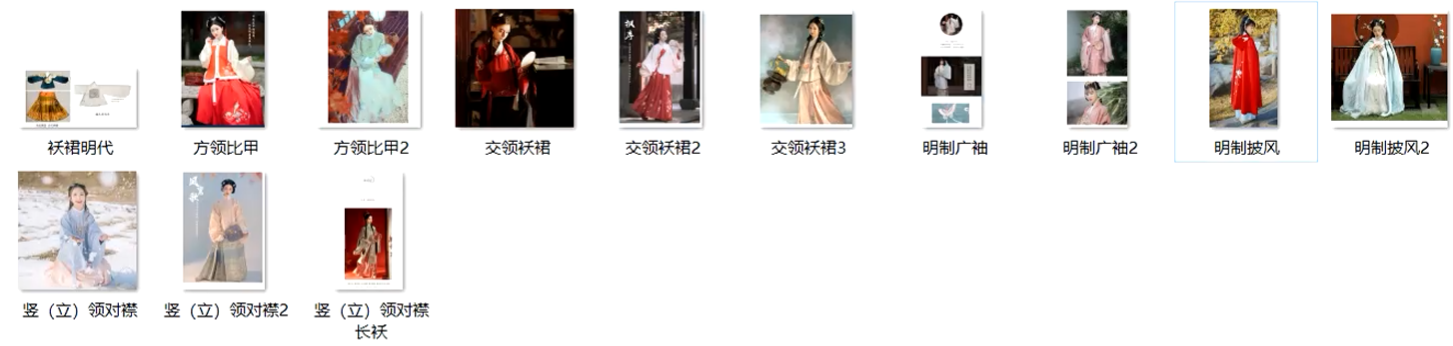 袄裙明代
方领比甲
方领比甲2
交领袄裙
交领袄裙2
交领袄裙3
明制广袖
明制广袖2
明制披风
明制披风2
竖（立）领对襟
竖（立）领对襟2
竖（立）领对襟
长袄